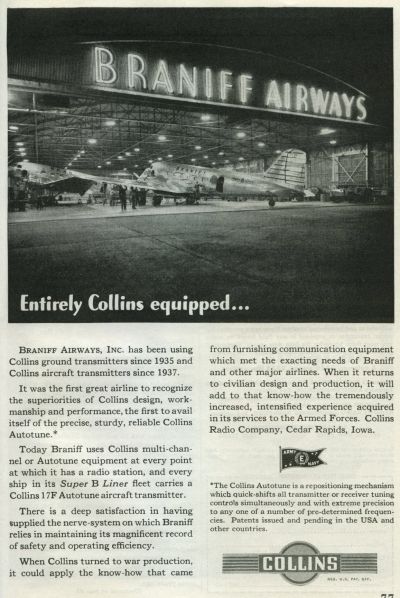 BRANIFF AIRWAYS
Entirely Collins equipped...
BRANIFF AIRWAYS, INC. has been using
Collins ground transmitters since 1935 and
Collins aircraft transmitters since 1937.
It was the first great airline to recognize
the superiorities of Collins design, work-
manship and performance, the first to avail
itself of the precise, sturdy, reliable Collins
Autotune.*
Today Braniff uses Collins multi-chan-
nel or Autotune equipment at every point
at which it has a radio station, and every
ship in its Super B Liner fleet carries a
Collins 17F Autotune aircraft transmitter.
There is a deep satisfaction in having
supplied the nerve-system on which Braniff
relies in maintaining its magnificent record
of safety and operating efficiency.
When Collins turned to war production,
it could apply the know-how that came
from furnishing communication equipment
which met the exacting needs of Braniff
and other major airlines. When it returns
to civilian design and production, it will
add to that know-how the tremendously
increased, intensified experience acquired
in its services to the Armed Forces. Collins
Radio Company, Cedar Rapids, Iowa.
ARMY E NAVY
*The Collins Autotune is a repositioning mechanism
which quick-shifts all transmitter or receiver tuning
controls simultaneously and with extreme precision
to any one of a number of pre-determined frequen-
cies. Patents issued and pending in the USA and
other countries.
COLLINS
REG. U.S. PAT. OFF.
77